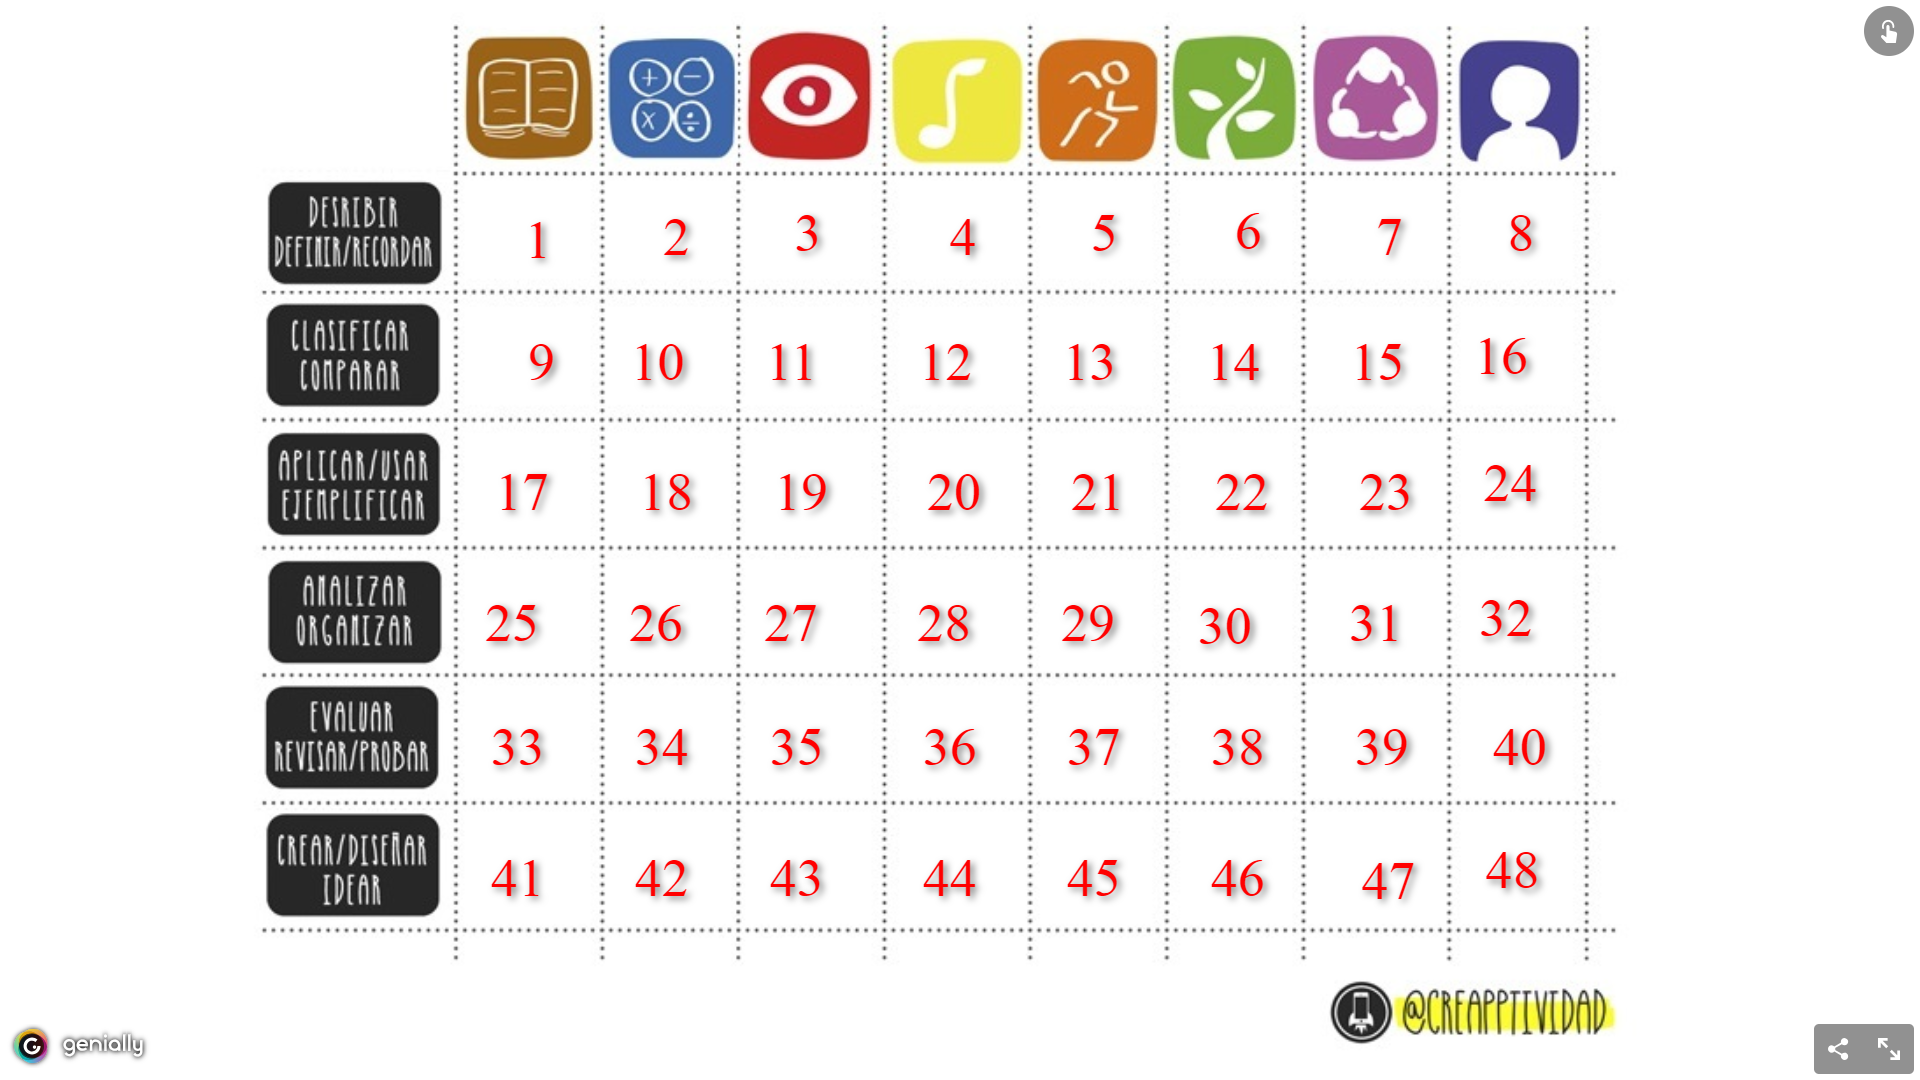 DESRIBIR
DEFINIR/RECORDAR
1 2 3 4 5 6 7 8
CLASIFICAR
COMPARAR
9 10 11 12 13 14 15 16
APLICAR/USAR
EJEMPLIFICAR
17 18 19 20 21 22 23 24
ANALIZAR
ORGANIZAR
25 26 27 28 29 30 31 32
EVALUAR
REVISAR/PROBAR
33 34 35 36 37 38 39 40
CREAR/DISEÑAR
IDEAR
41 42 43 44 45 46 47 48
@CREAPPTIVIDAD
genially